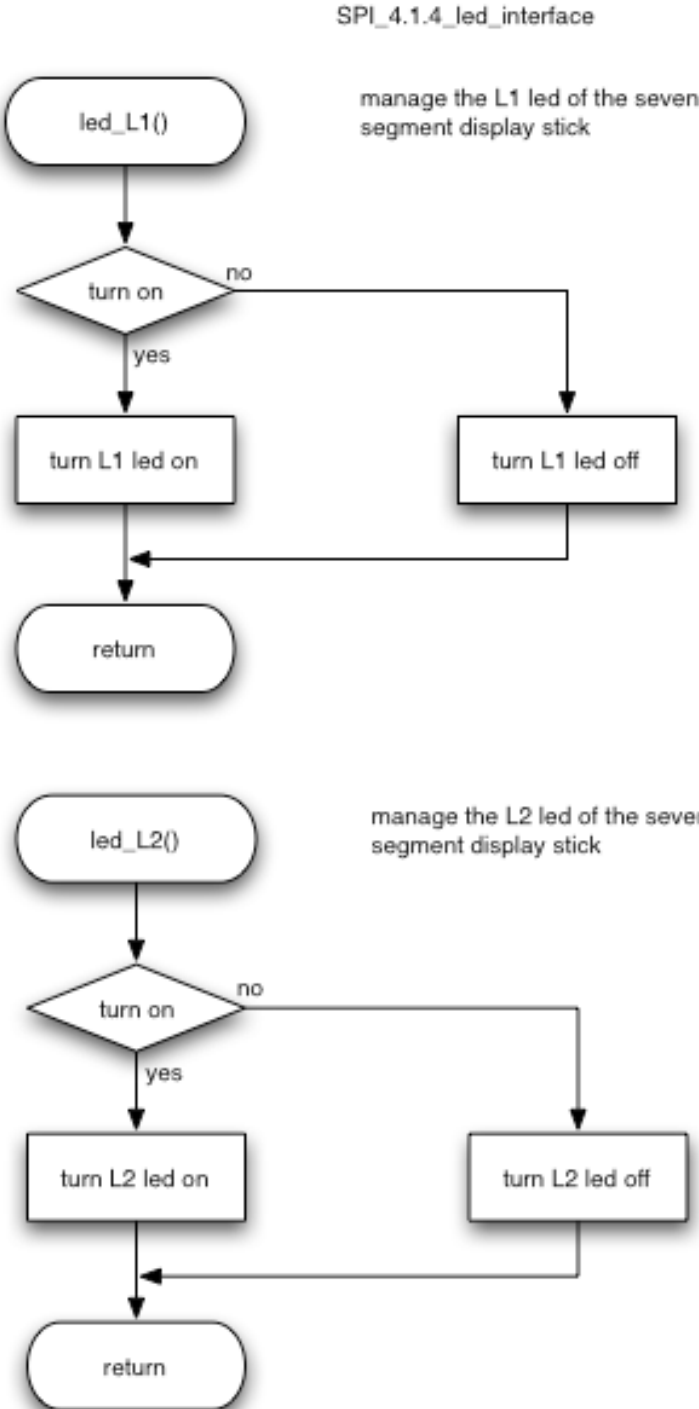 SPI_4.1.4_led_interface
led_L1()
manage the L1 led of the seven
segment display stick
turn on
no
yes
turn L1 led on
turn L1 led off
return
led_L2()
manage the L2 led of the seven
segment display stick
turn on
no
yes
turn L2 led on
turn L2 led off
return